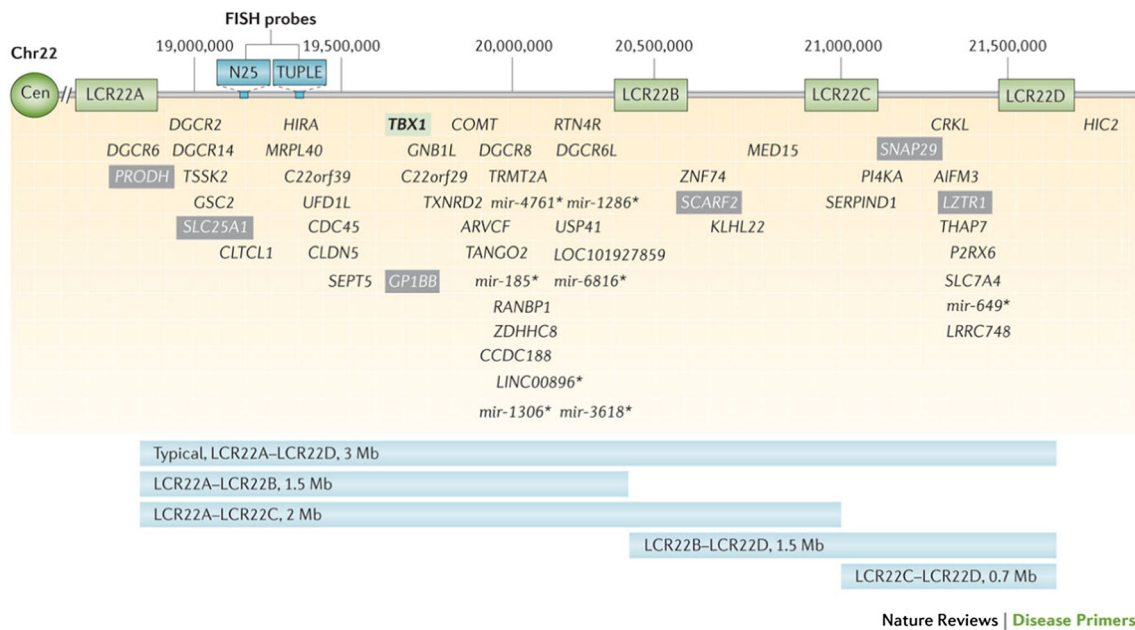 FISH probes
Chr22 19,000,000 19,500,000 20,000,000 20,500,000 21,000,000 21,500,000
N25 TUPLE
Cen LCR22A LCR22B LCR22C LCR22D
DGCR2 HIRA TBX1 COMT RTN4R CRKL HIC2
DGCR6 DGCR14 MRPL40 GNB1L DGCR8 DGCR6L MED15 SNAP29
PRODH TSSK2 C22orf39 C22orf29 TRMT2A ZNF74 PI4KA AIFM3
GSC2 UFD1L TXNRD2 mir-4761* mir-1286* SCARF2 SERPIND1 LZTR1
SLC25A1 CDC45 ARVCF USP41 KLHL22 THAP7
CLTCL1 CLDN5 TANGO2 LOC101927859 P2RX6
SEPT5 GP1BB mir-185* mir-6816* SLC7A4
RANBP1 mir-649*
ZDHHC8 LRRC748
CCDC188
LINC00896*
mir-1306* mir-3618*
Typical, LCR22A–LCR22D, 3 Mb
LCR22A–LCR22B, 1.5 Mb
LCR22A–LCR22C, 2 Mb
LCR22B–LCR22D, 1.5 Mb
LCR22C–LCR22D, 0.7 Mb
Nature Reviews | Disease Primers